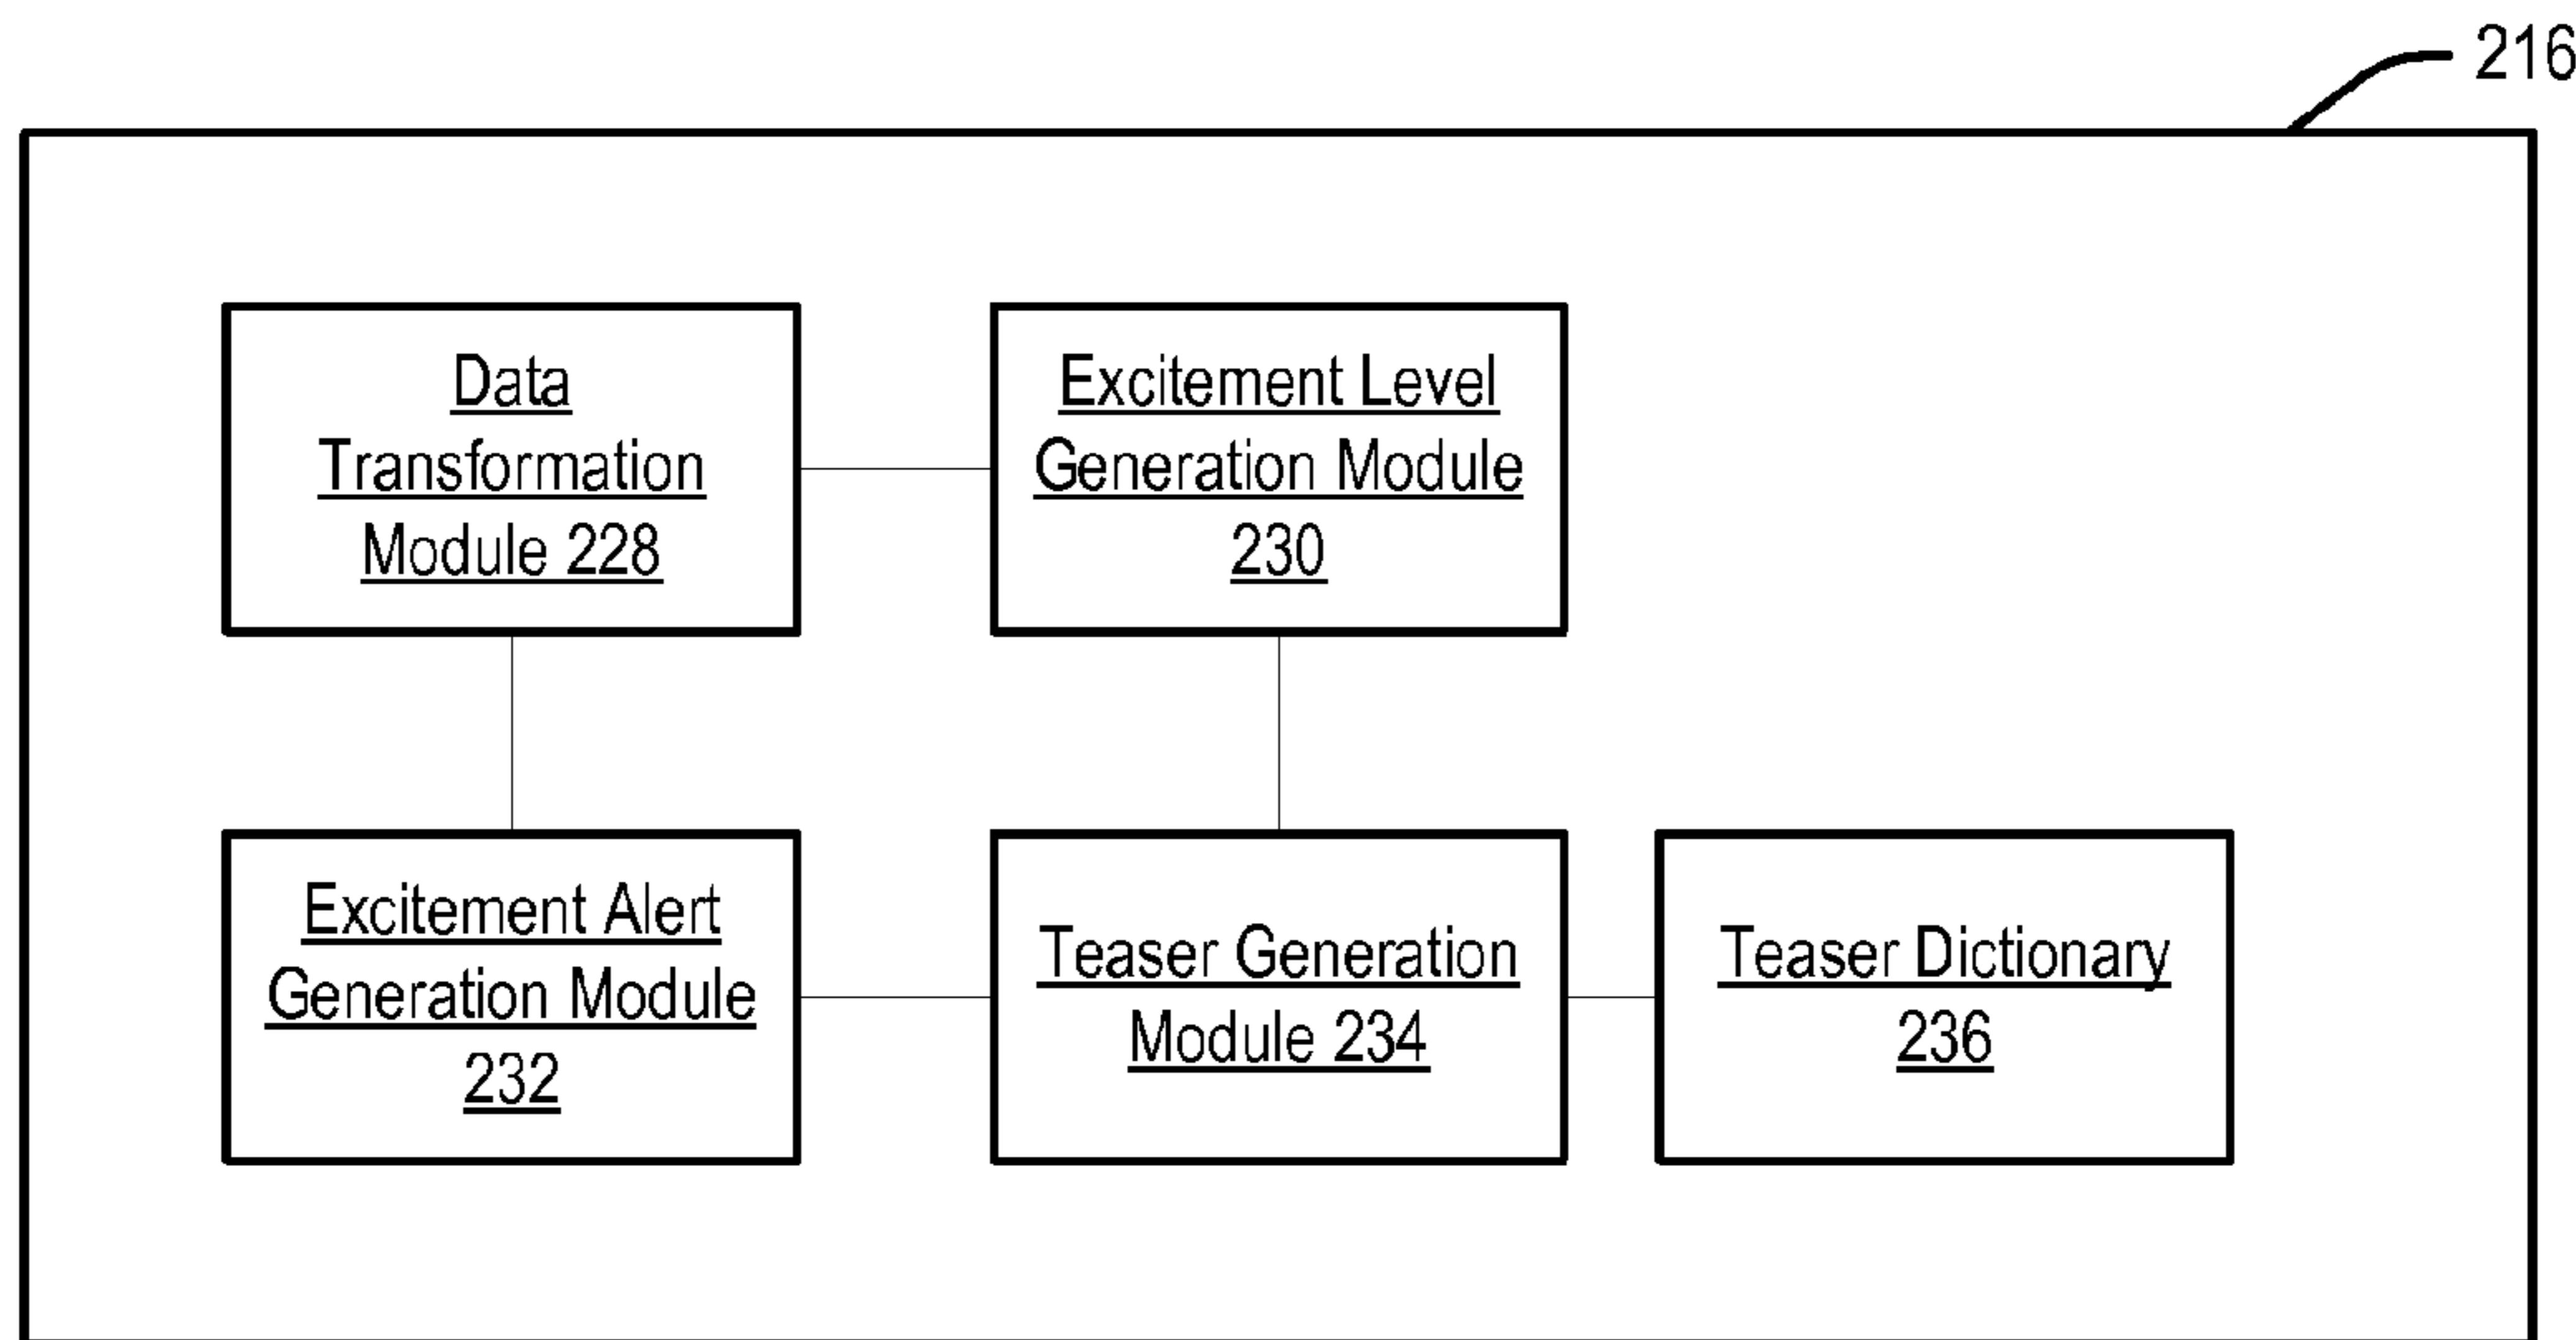 216
Data
Transformation
Module 228
Excitement Level
Generation Module
230
Excitement Alert
Generation Module
232
Teaser Generation
Module 234
Teaser Dictionary
236